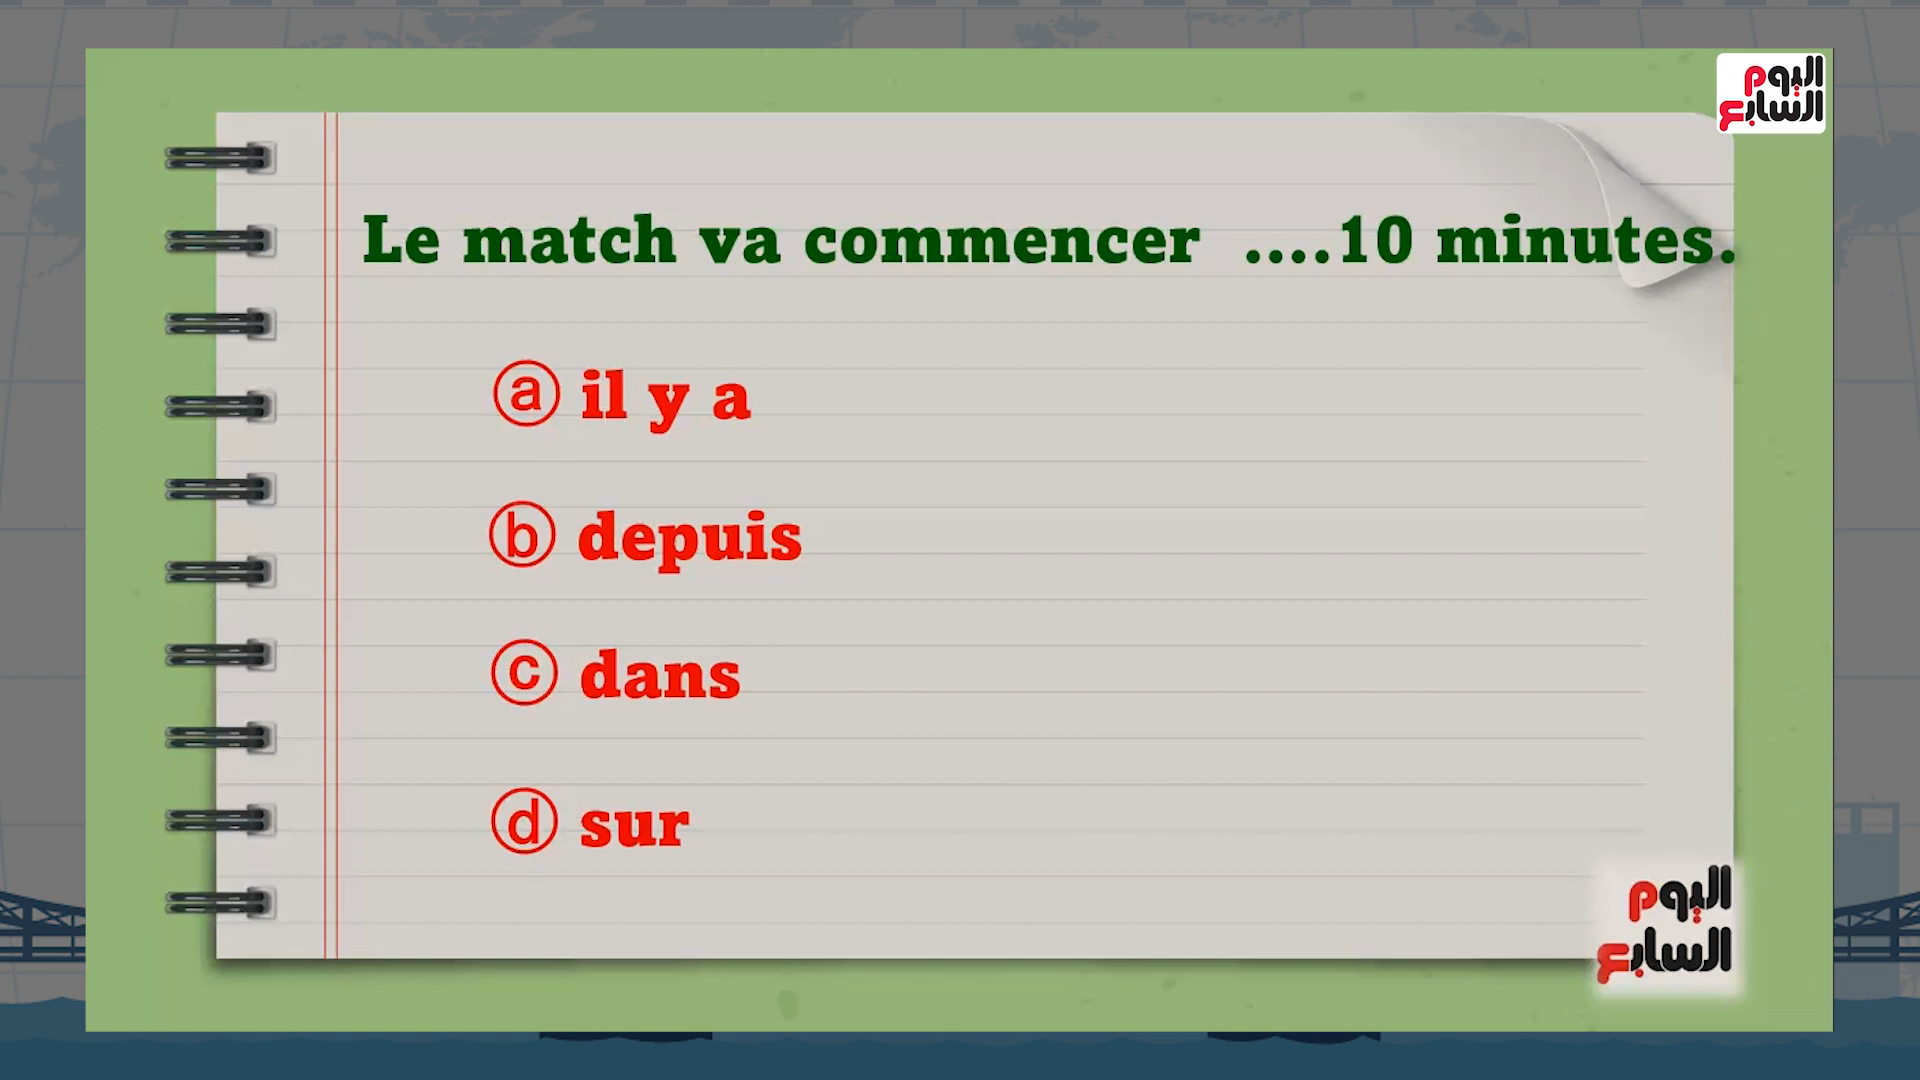 اليوم
السابع
Le match va commencer ....10 minutes.
ⓐ il y a
ⓑ depuis
ⓒ dans
ⓓ sur
اليوم
السابع